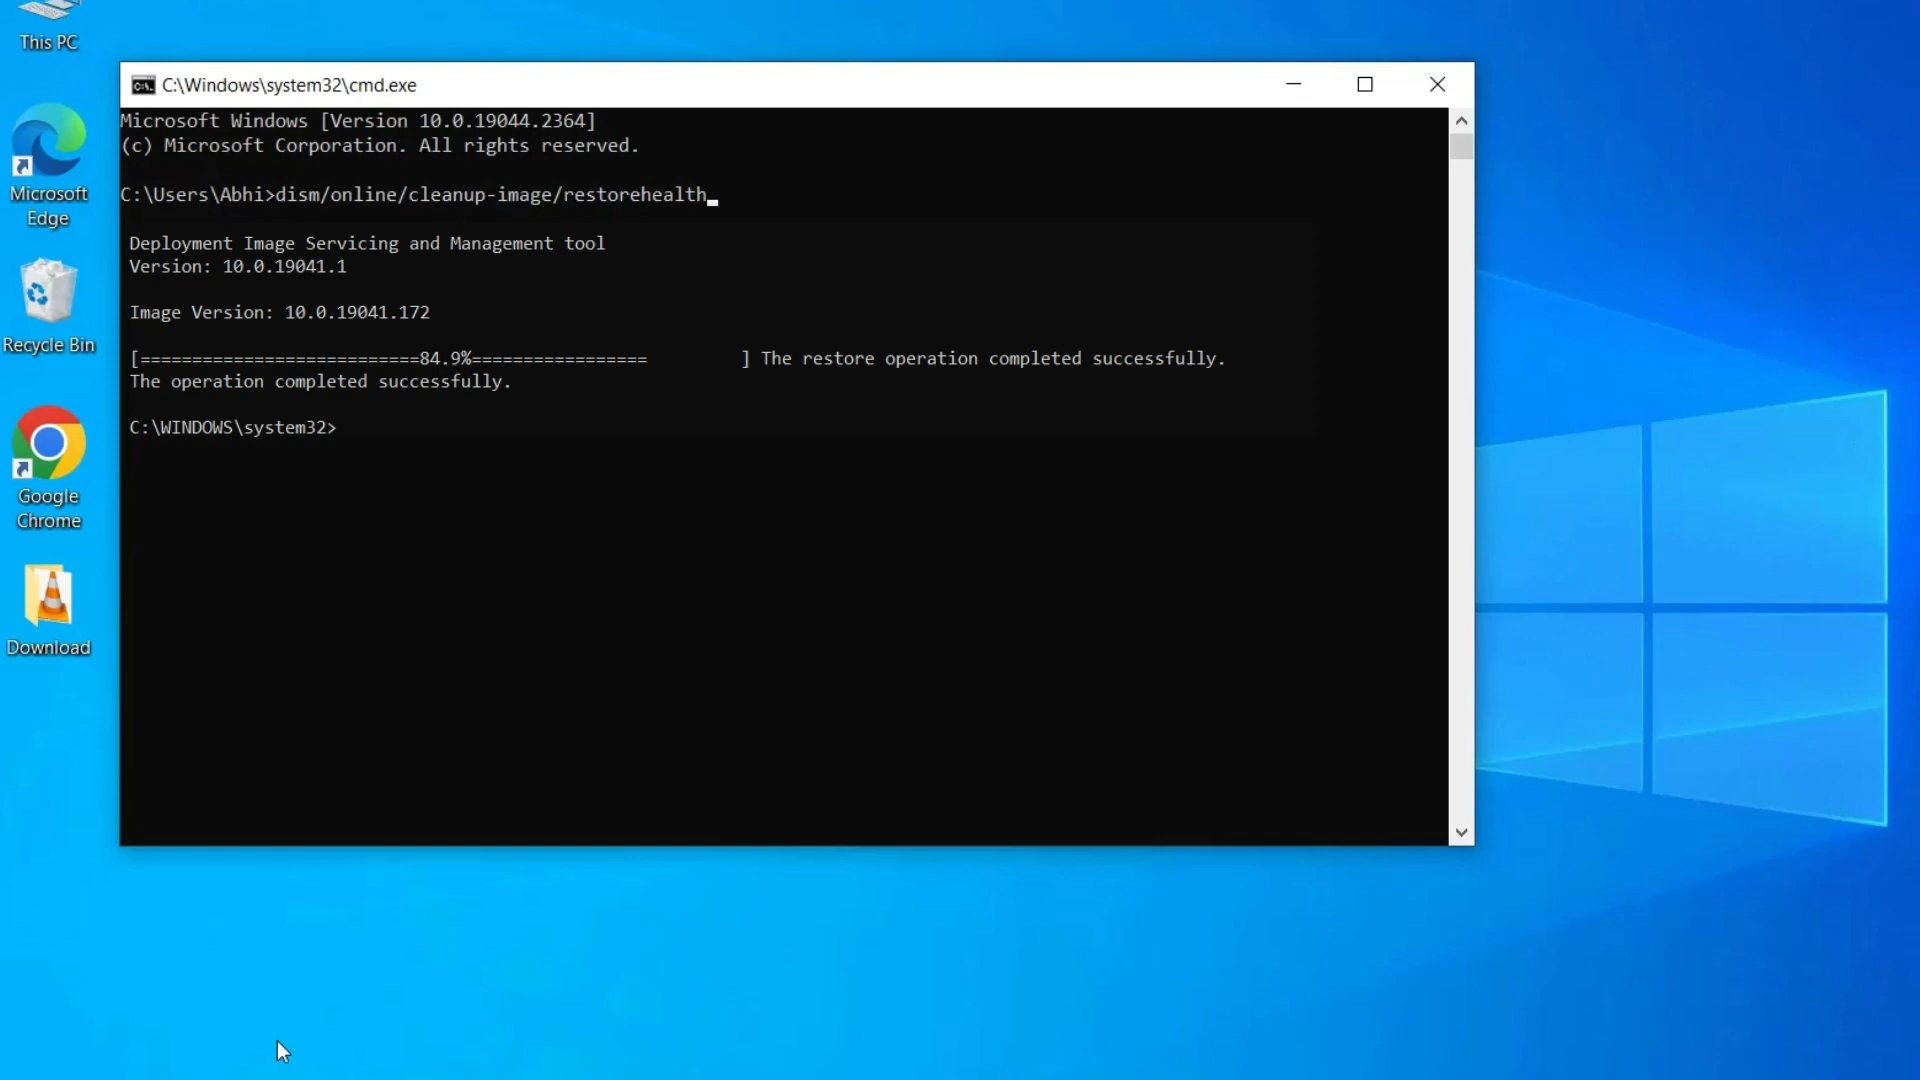 This PC
Microsoft
Edge
Recycle Bin
Google
Chrome
Download
C:\Windows\system32\cmd.exe
Microsoft Windows [Version 10.0.19044.2364]
(c) Microsoft Corporation. All rights reserved.
C:\Users\Abhi>dism/online/cleanup-image/restorehealth_
Deployment Image Servicing and Management tool
Version: 10.0.19041.1
Image Version: 10.0.19041.172
[===========================84.9%================= ] The restore operation completed successfully.
The operation completed successfully.
C:\WINDOWS\system32>